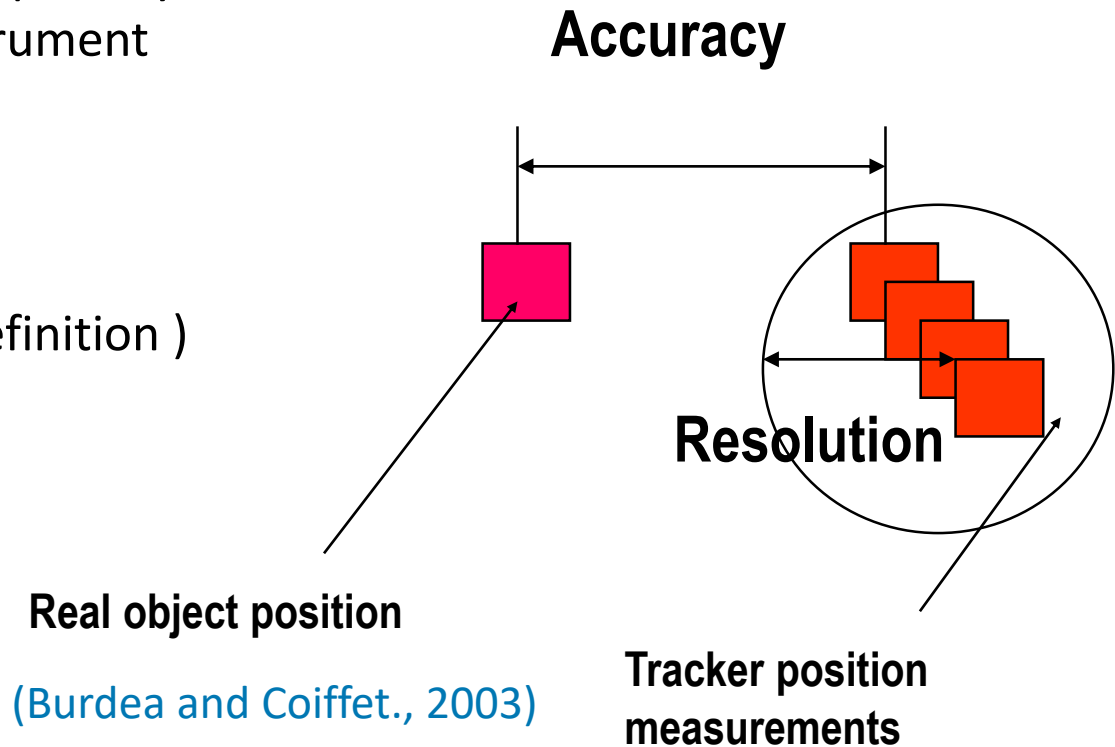 rument
Accuracy
efinition )
Resolution
Real object position
(Burdea and Coiffet., 2003)
Tracker position
measurements